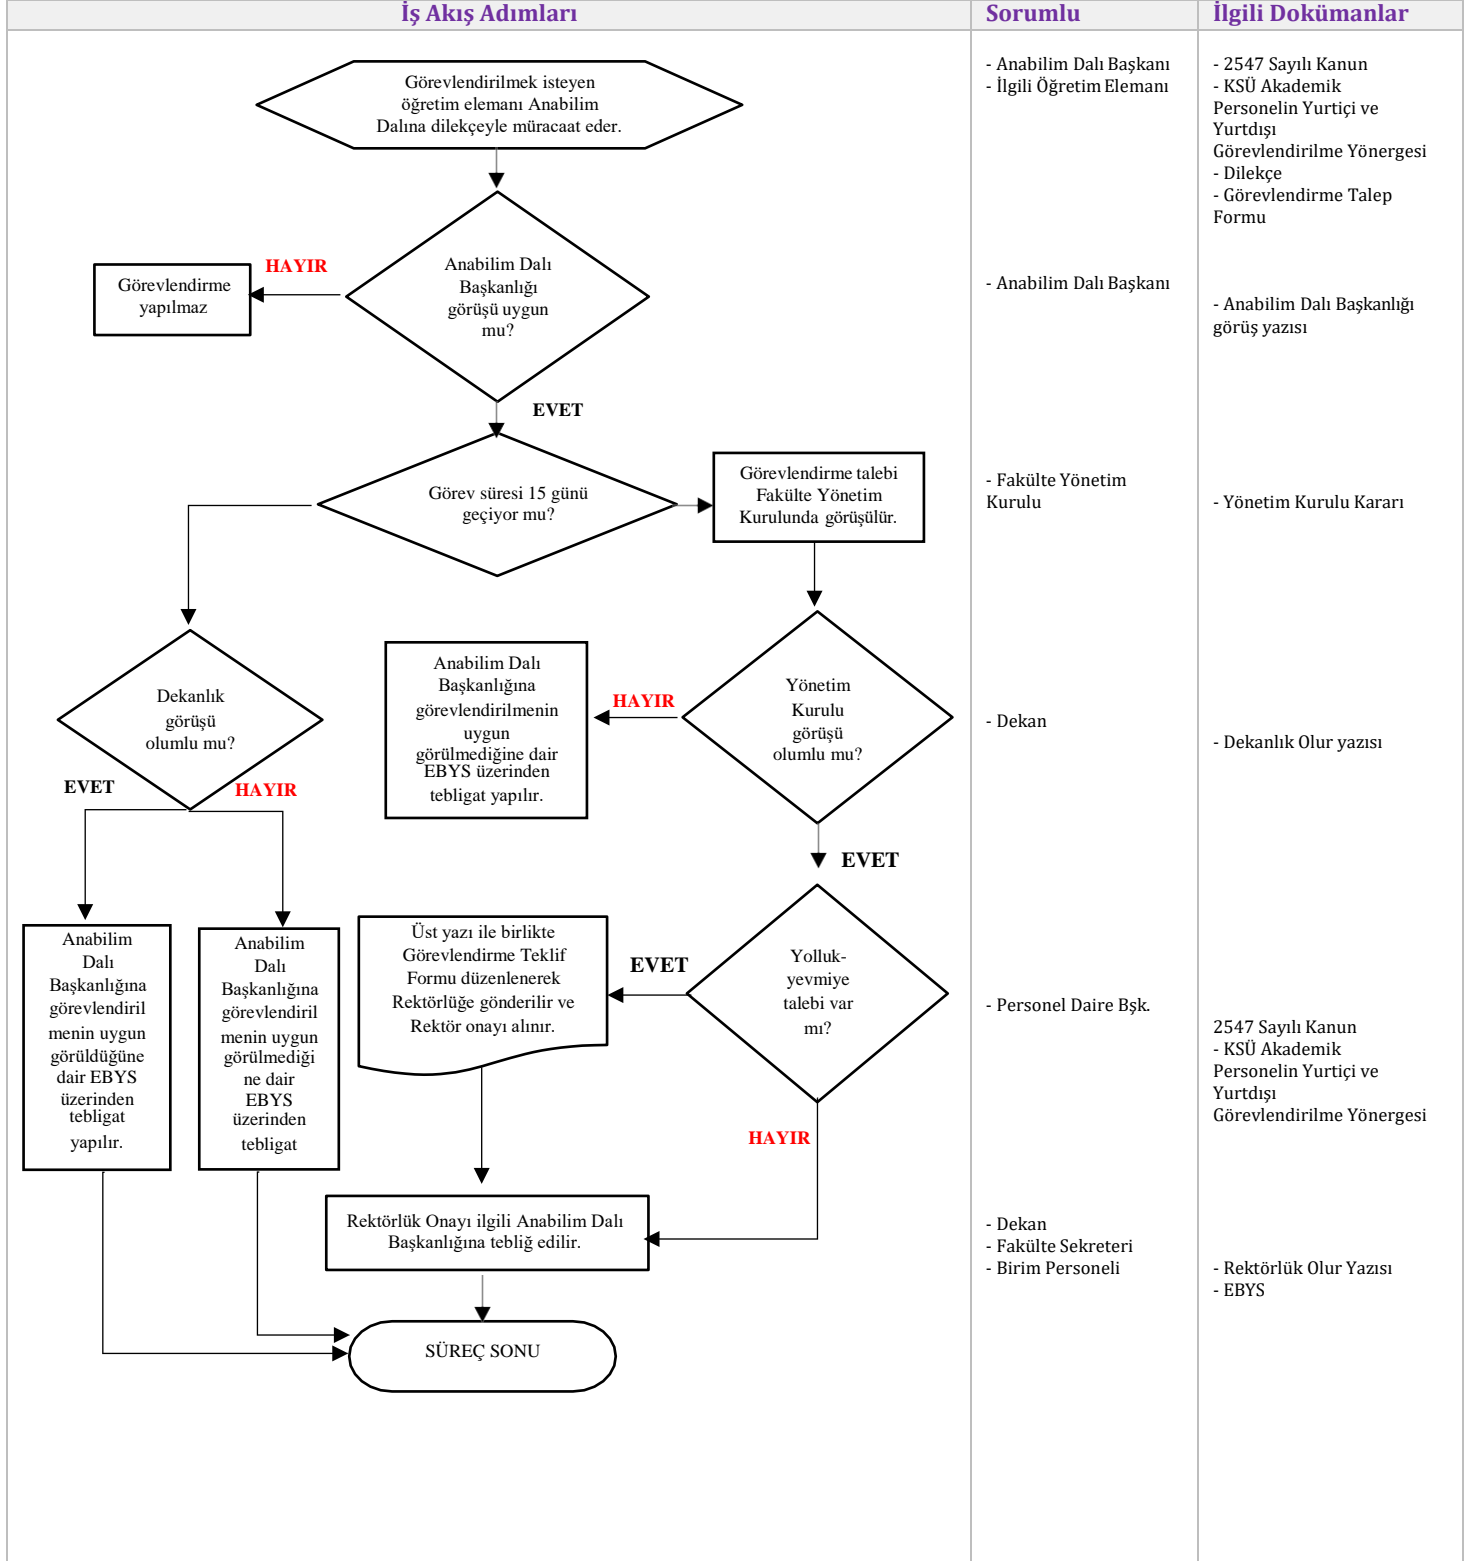 İş Akış Adımları
Sorumlu
İlgili Dokümanlar
Görevlendirilmek isteyen
öğretim elemanı Anabilim
Dalına dilekçeyle müracaat eder.
- Anabilim Dalı Başkanı
- İlgili Öğretim Elemanı
- 2547 Sayılı Kanun
- KSÜ Akademik
Personelin Yurtiçi ve
Yurtdışı
Görevlendirilme Yönergesi
- Dilekçe
- Görevlendirme Talep
Formu
HAYIR
Görevlendirme
yapılmaz
Anabilim Dalı
Başkanlığı
görüşü uygun
mu?
- Anabilim Dalı Başkanı
- Anabilim Dalı Başkanlığı
görüş yazısı
EVET
Görev süresi 15 günü
geçiyor mu?
Görevlendirme talebi
Fakülte Yönetim
Kurulunda görüşülür.
- Fakülte Yönetim
Kurulu
- Yönetim Kurulu Kararı
Dekanlık
görüşü
olumlu mu?
Anabilim Dalı
Başkanlığına
görevlendirilmenin
uygun
görülmediğine dair
EBYS üzerinden
tebligat yapılır.
HAYIR
Yönetim
Kurulu
görüşü
olumlu mu?
- Dekan
- Dekanlık Olur yazısı
EVET
HAYIR
EVET
Anabilim
Dalı
Başkanlığına
görevlendiril
menin uygun
görüldüğüne
dair EBYS
üzerinden
tebligat
yapılır.
Anabilim
Dalı
Başkanlığına
görevlendiril
menin uygun
görülmediği
ne dair
EBYS
üzerinden
tebligat
Üst yazı ile birlikte
Görevlendirme Teklif
Formu düzenlenerek
Rektörlüğe gönderilir ve
Rektör onayı alınır.
EVET
Yolluk-
yevmiye
talebi var
mı?
- Personel Daire Bşk.
2547 Sayılı Kanun
- KSÜ Akademik
Personelin Yurtiçi ve
Yurtdışı
Görevlendirilme Yönergesi
HAYIR
Rektörlük Onayı ilgili Anabilim Dalı
Başkanlığına tebliğ edilir.
- Dekan
- Fakülte Sekreteri
- Birim Personeli
- Rektörlük Olur Yazısı
- EBYS
SÜREÇ SONU